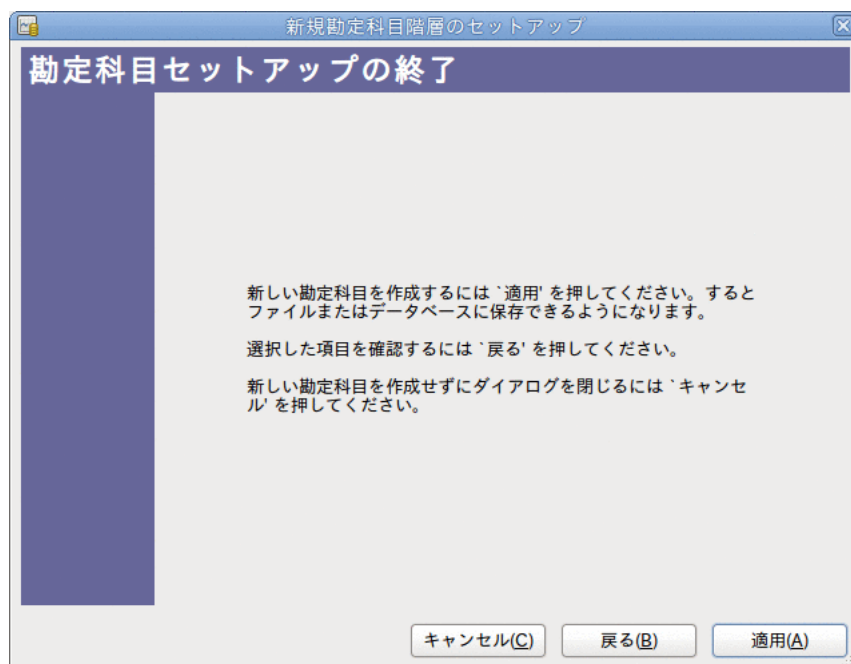 新規勘定科目階層のセットアップ
勘定科目セットアップの終了
新しい勘定科目を作成するには `適用' を押してください。すると
ファイルまたはデータベースに保存できるようになります。
選択した項目を確認するには `戻る' を押してください。
新しい勘定科目を作成せずにダイアログを閉じるには `キャンセ
ル' を押してください。
キャンセル(C) 戻る(B) 適用(A)